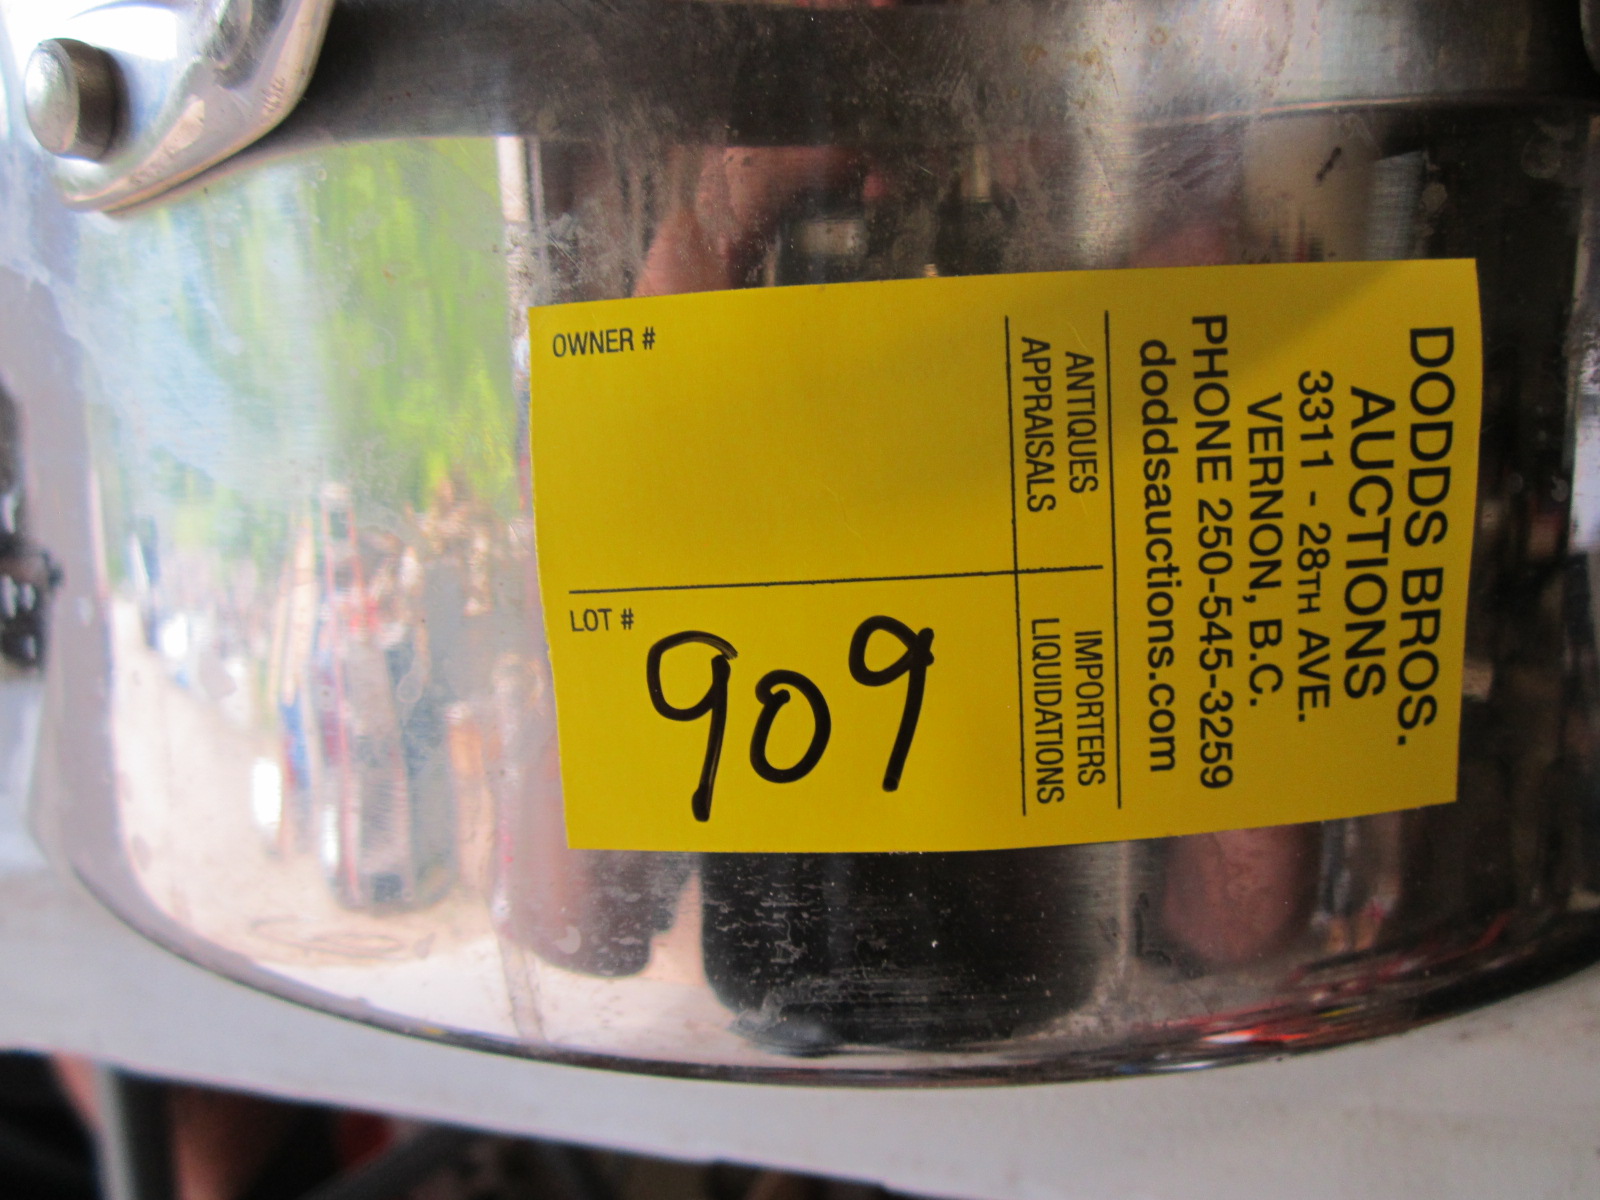 DODDS BROS.
AUCTIONS
3311 - 28TH AVE.
VERNON, B.C.
PHONE 250-545-3259
doddsauctions.com
ANTIQUES
APPRAISALS
IMPORTERS
LIQUIDATIONS
OWNER #
LOT #
909